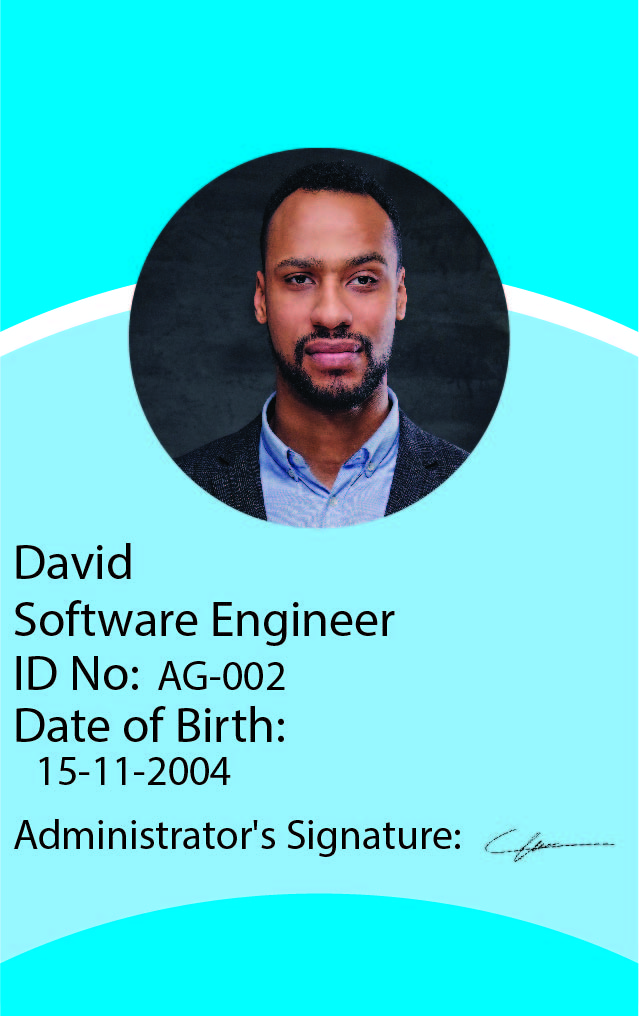 David
Software Engineer
ID No: AG-002
Date of Birth:
15-11-2004
Administrator's Signature: